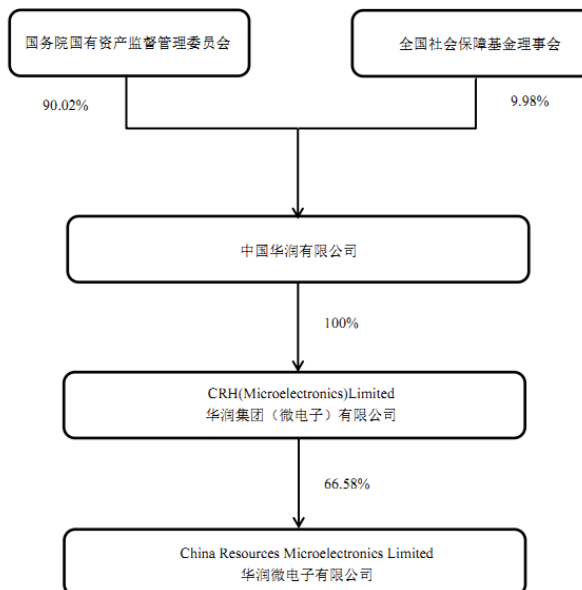 国务院国有资产监督管理委员会
全国社会保障基金理事会
90.02%
9.98%
中国华润有限公司
100%
CRH(Microelectronics)Limited
华润集团（微电子）有限公司
66.58%
China Resources Microelectronics Limited
华润微电子有限公司